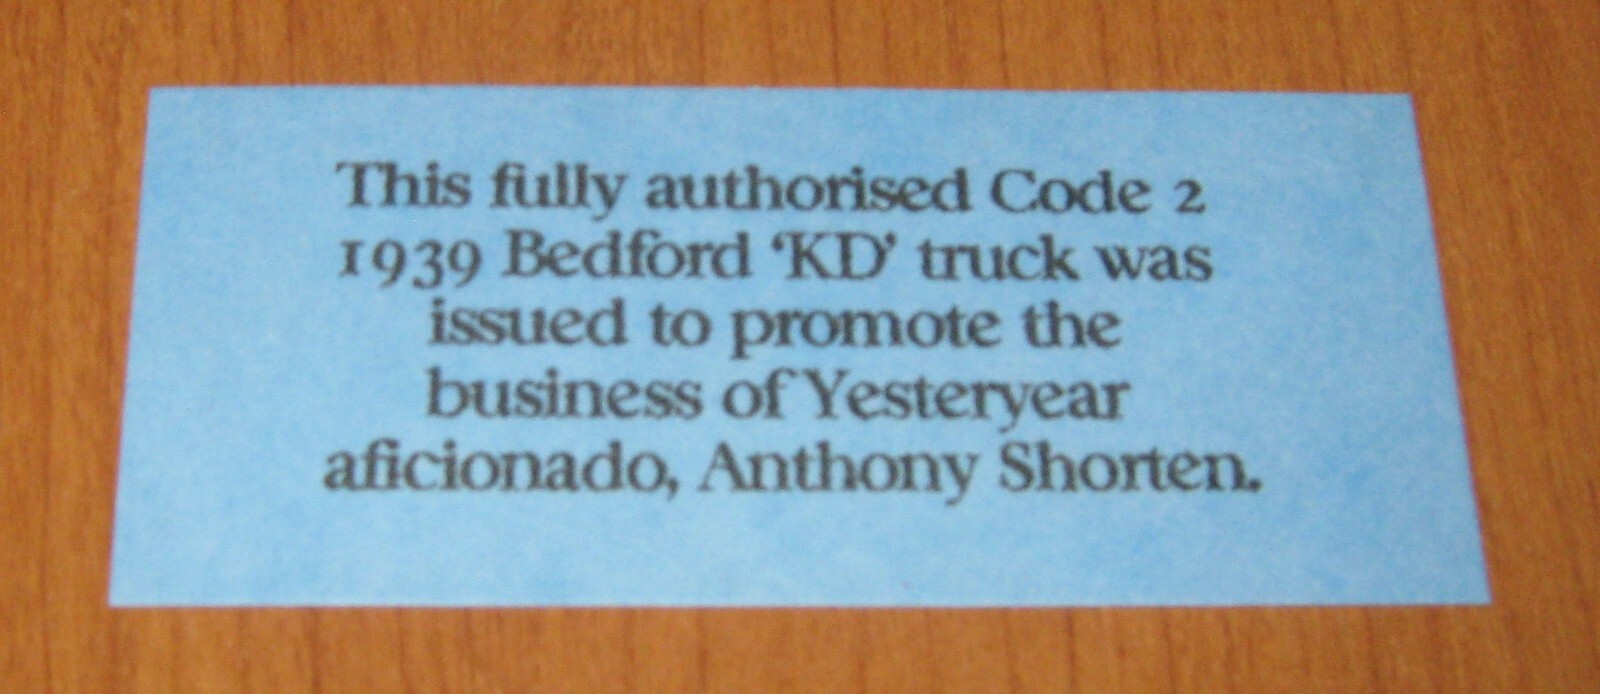 This fully authorised Code 2
1939 Bedford ‘KD’ truck was
issued to promote the
business of Yesteryear
aficionado, Anthony Shorten.